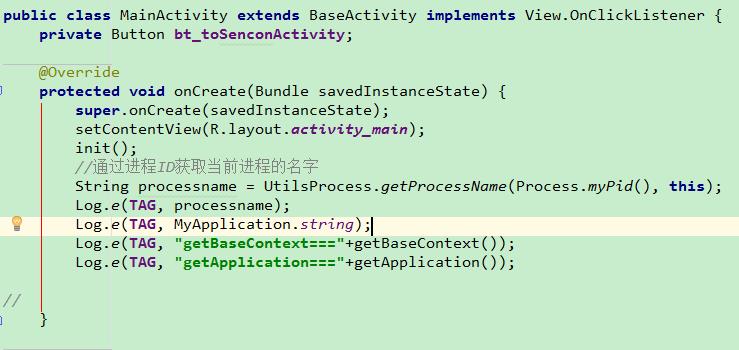 public class MainActivity extends BaseActivity implements View.OnClickListener {
    private Button bt_toSenconActivity;

    @Override
    protected void onCreate(Bundle savedInstanceState) {
        super.onCreate(savedInstanceState);
        setContentView(R.layout.activity_main);
        init();
        //通过进程ID获取当前进程的名字
        String processname = UtilsProcess.getProcessName(Process.myPid(), this);
        Log.e(TAG, processname);
        Log.e(TAG, MyApplication.string);
        Log.e(TAG, "getBaseContext==="+getBaseContext());
        Log.e(TAG, "getApplication==="+getApplication());

//
    }